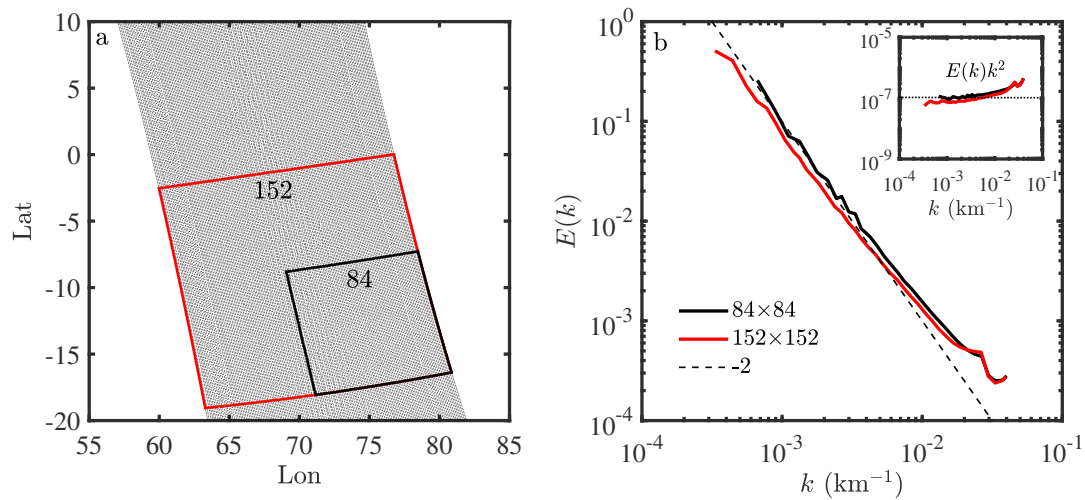 a
10
5
0
-5
-10
-15
-20
Lat
152
84
55 60 65 70 75 80 85
Lon
b
10⁰
10⁻¹
10⁻²
10⁻³
10⁻⁴
E(k)
84×84
152×152
-2
10⁻⁴ 10⁻³ 10⁻² 10⁻¹
k (km⁻¹)
10⁻⁵
10⁻⁷
10⁻⁹
E(k)k²
10⁻⁴ 10⁻³ 10⁻² 10⁻¹
k (km⁻¹)